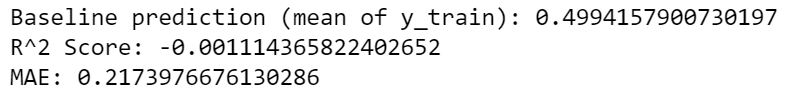 Baseline prediction (mean of y_train): 0.4994157900730197
R^2 Score: -0.001114365822402652
MAE: 0.2173976676130286